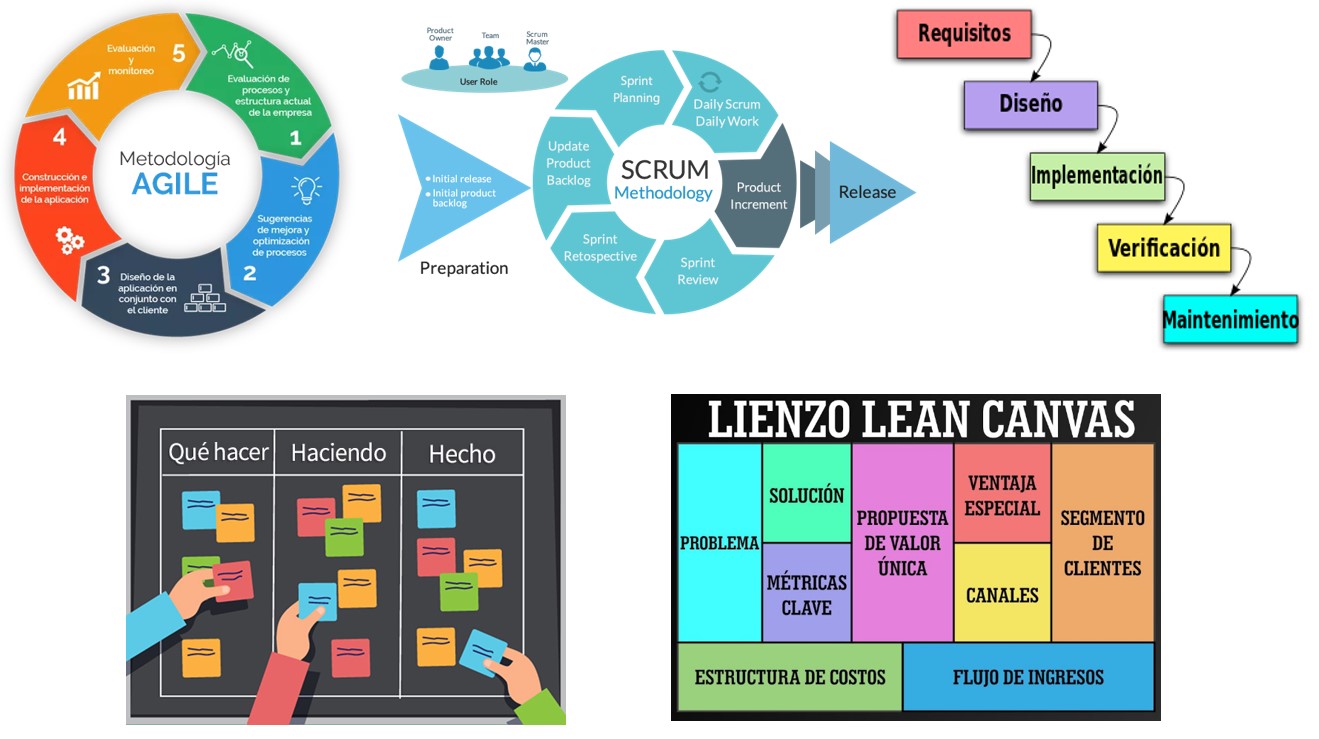 Evaluación
y
monitoreo
5
Evaluación de
procesos y
estructura actual
de la empresa
1
Metodología
AGILE
4
Construcción e
implementación
de la aplicación
Sugerencias
de mejora y
optimización
de procesos
2
3
Diseño de la
aplicación en
conjunto con
el cliente
Product
Owner
Team
Scrum
Master
User Role
Initial release
Initial product
backlog
Preparation
Sprint
Planning
Daily Scrum
Daily Work
Update
Product
Backlog
SCRUM
Methodology
Product
Increment
Sprint
Retospective
Sprint
Review
Release
Requisitos
Diseño
Implementación
Verificación
Maintenimiento
Qué hacer
Haciendo
Hecho
LIENZO LEAN CANVAS
PROBLEMA
SOLUCIÓN
MÉTRICAS
CLAVE
PROPUESTA
DE VALOR
ÚNICA
VENTAJA
ESPECIAL
CANALES
SEGMENTO
DE
CLIENTES
ESTRUCTURA DE COSTOS
FLUJO DE INGRESOS